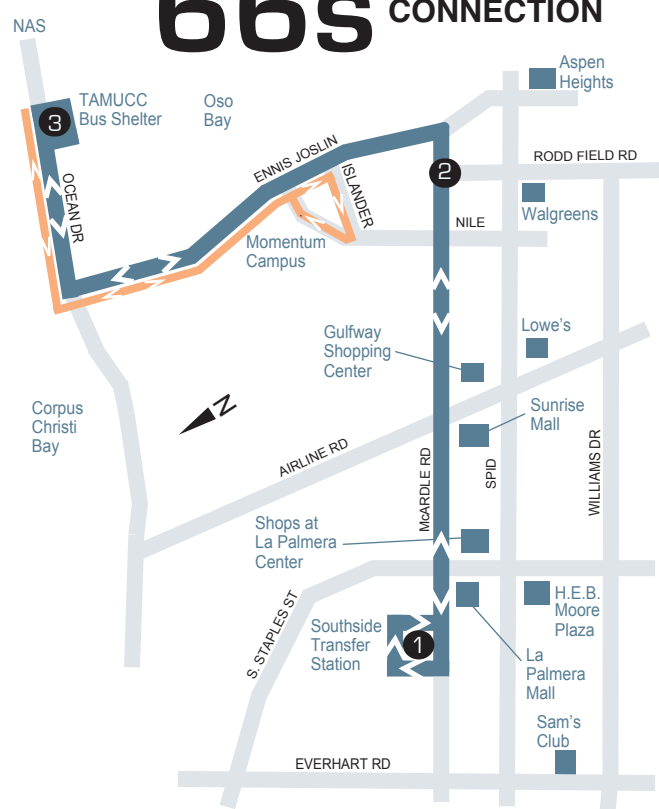 66s CONNECTION
NAS
Aspen
Heights
TAMUCC
Bus Shelter
Oso
Bay
3
ENNIS JOSLIN
ISLANDER
2
RODD FIELD RD
OCEAN DR
Walgreens
NILE
Momentum
Campus
Gulfway
Shopping
Center
Lowe's
Corpus
Christi
Bay
N
Sunrise
Mall
AIRLINE RD
McARDLE RD
SPID
WILLIAMS DR
Shops at
La Palmera
Center
S. STAPLES ST
H.E.B.
Moore
Plaza
Southside
Transfer
Station
1
La
Palmera
Mall
Sam's
Club
EVERHART RD